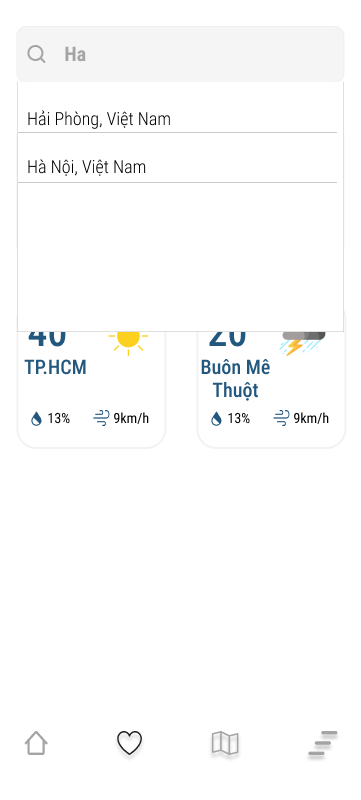 Ha
Hải Phòng, Việt Nam
Hà Nội, Việt Nam
40
20
TP.HCM
Buôn Mê
Thuột
13%
9km/h
13%
9km/h